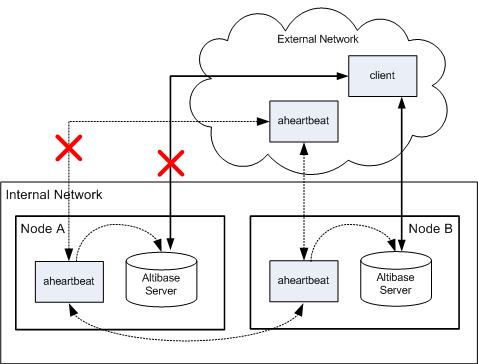 External Network
client
aheartbeat
Internal Network
Node A
Node B
aheartbeat
Altibase
Server
aheartbeat
Altibase
Server